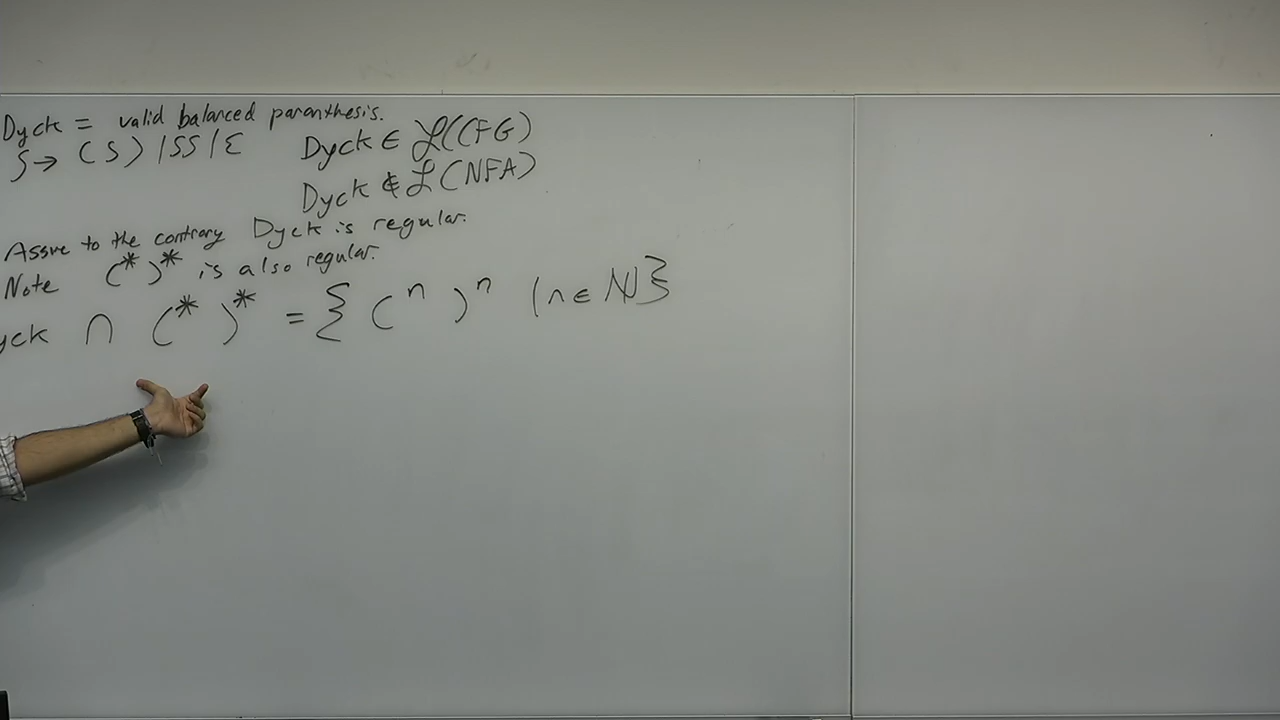 Dyck = valid balanced paranthesis.
S → (S) | SS | ε
Dyck ∈ ℒ(CFG)
Dyck ∉ ℒ(NFA)
Assue to the contrary Dyck is regular.
Note (* )* is also regular.
yck ∩ (* )* = { (ⁿ )ⁿ | n ∈ ℕ }